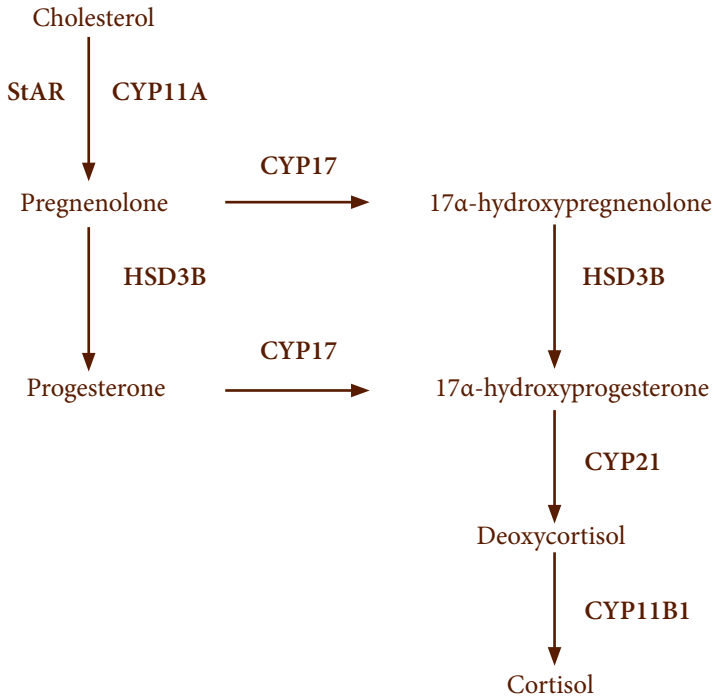 Cholesterol
StAR CYP11A
CYP17
Pregnenolone 17α-hydroxypregnenolone
HSD3B HSD3B
CYP17
Progesterone 17α-hydroxyprogesterone
CYP21
Deoxycortisol
CYP11B1
Cortisol